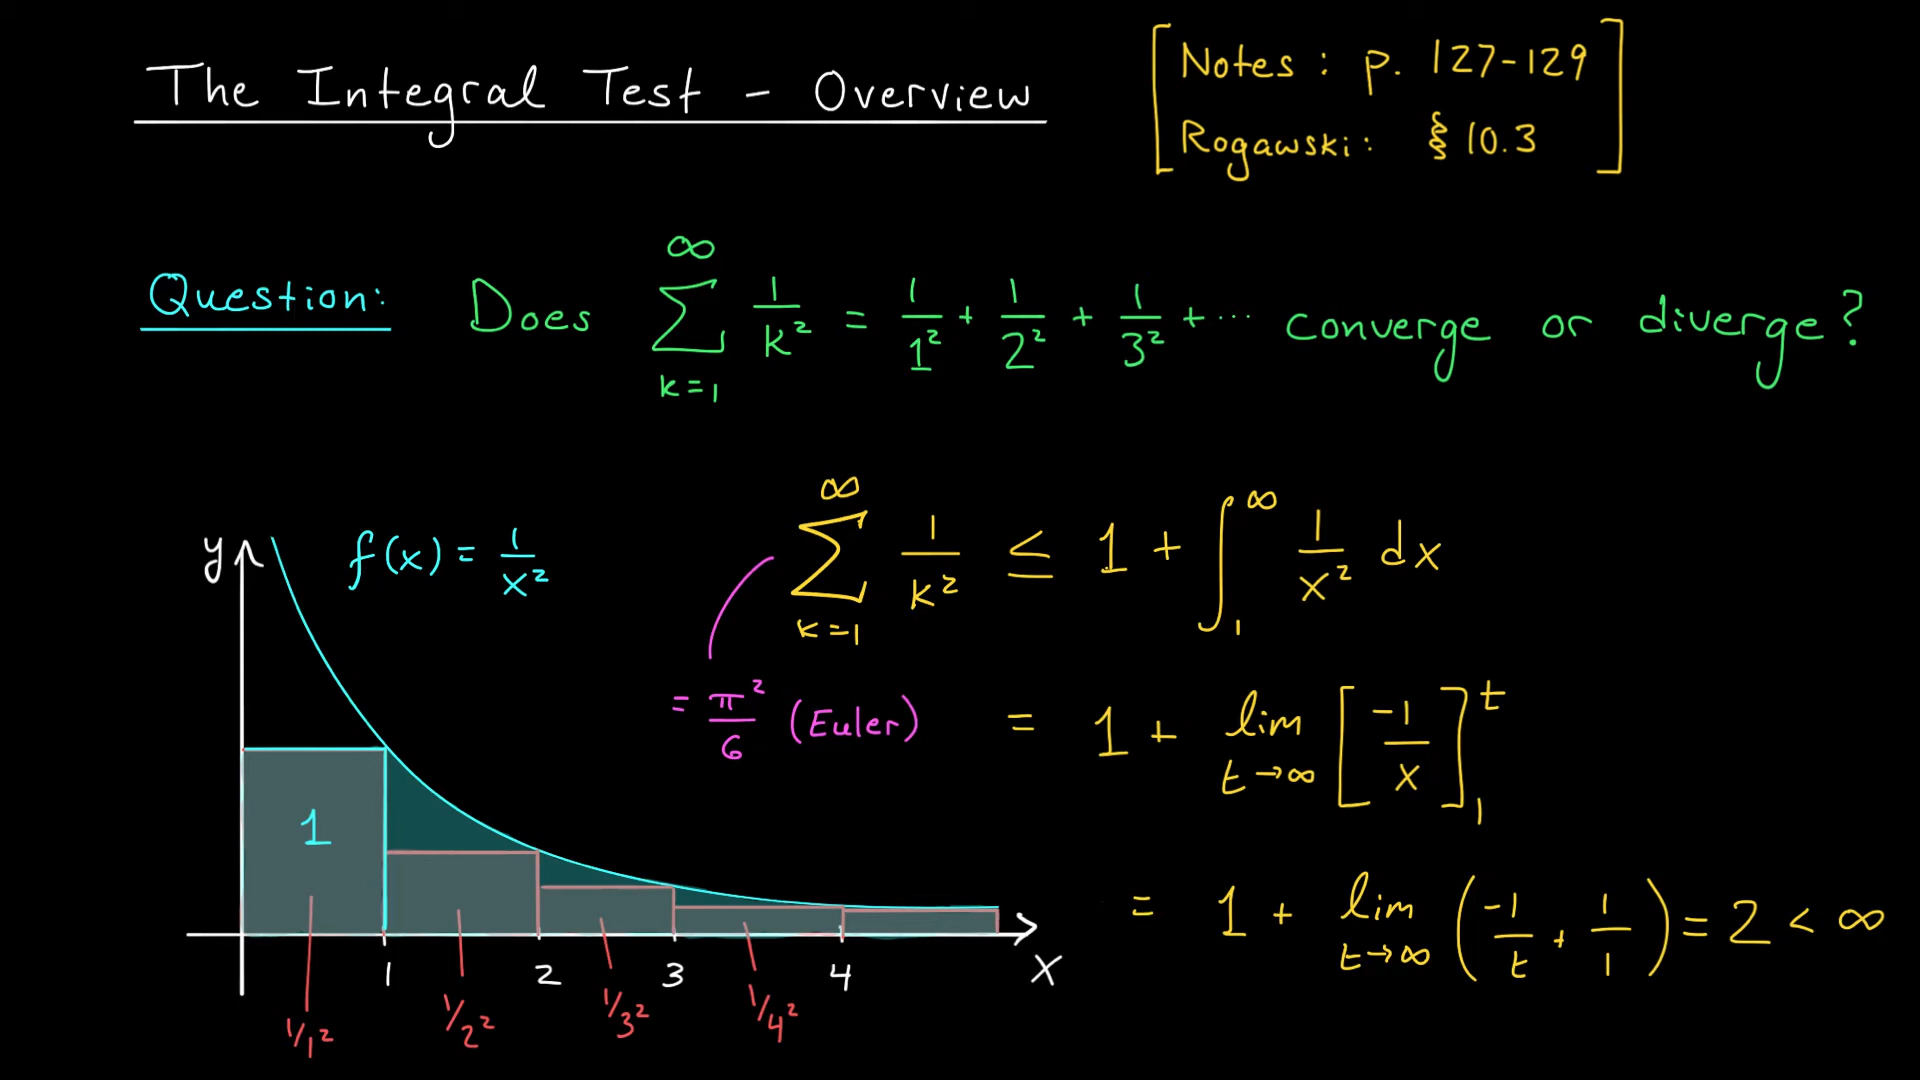 The Integral Test - Overview
[Notes: p. 127-129
Rogawski: § 10.3]
Question: Does ∑_{k=1}^{∞} 1/k² = 1/1² + 1/2² + 1/3² + ⋯ converge or diverge?
y
f(x) = 1/x²
∑_{k=1}^{∞} 1/k² ≤ 1 + ∫_1^∞ 1/x² dx
= π²/6 (Euler)
= 1 + lim_{t→∞} [-1/x]_1^t
= 1 + lim_{t→∞} (-1/t + 1/1) = 2 < ∞
1
1 2 3 4 x
1/1² 1/2² 1/3² 1/4²